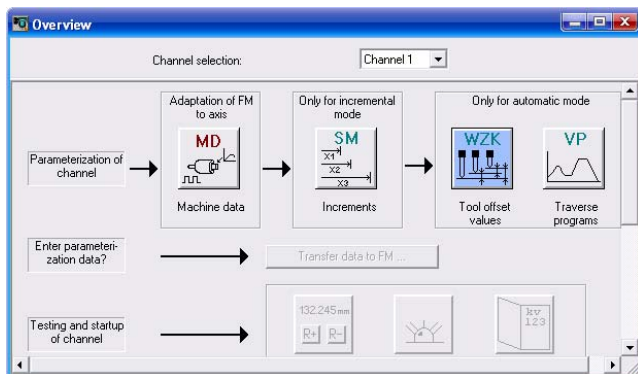 Overview
Channel selection:
Channel 1
Adaptation of FM
to axis
Only for incremental
mode
Only for automatic mode
Parameterization of
channel
MD
SM
X1
X2
X3
WZK
VP
Machine data
Increments
Tool offset
values
Traverse
programs
Enter parameteri-
zation data?
Transfer data to FM ...
Testing and startup
of channel
132.245 mm
R+
R-
kv
123